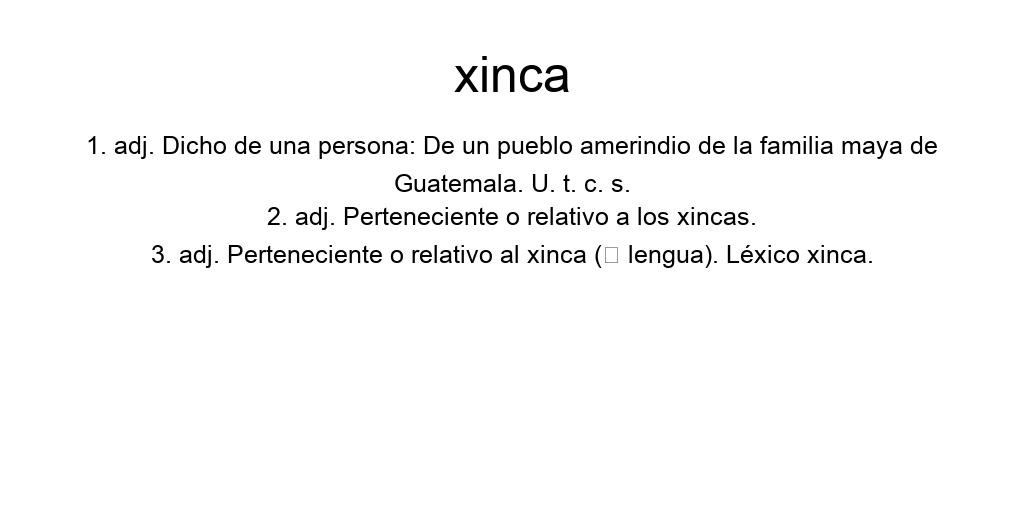 xinca
1. adj. Dicho de una persona: De un pueblo amerindio de la familia maya de
Guatemala. U. t. c. s.
2. adj. Perteneciente o relativo a los xincas.
3. adj. Perteneciente o relativo al xinca (□ lengua). Léxico xinca.